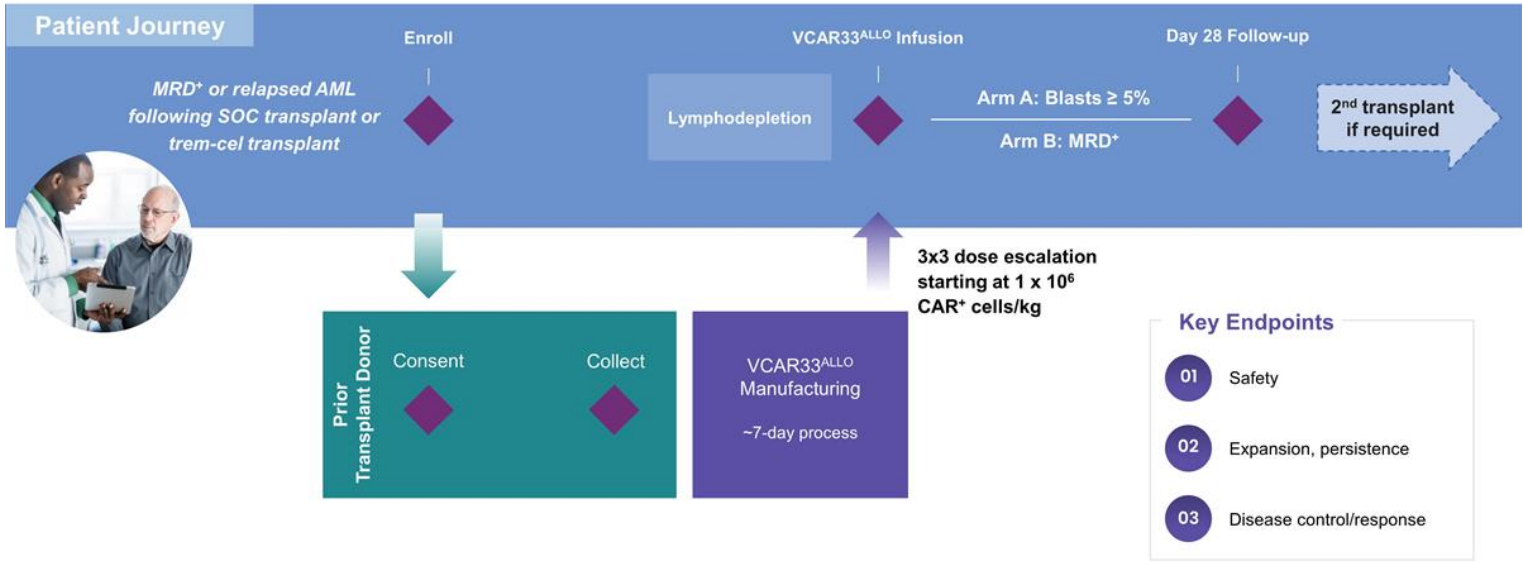 Patient Journey
Enroll
VCAR33ᴬᴸᴸᴼ Infusion
Day 28 Follow-up
MRD⁺ or relapsed AML
following SOC transplant or
trem-cel transplant
Lymphodepletion
Arm A: Blasts ≥ 5%
Arm B: MRD⁺
2ⁿᵈ transplant
if required
3x3 dose escalation
starting at 1 x 10⁶
CAR⁺ cells/kg
Prior
Transplant Donor
Consent
Collect
VCAR33ᴬᴸᴸᴼ
Manufacturing
~7-day process
Key Endpoints
01 Safety
02 Expansion, persistence
03 Disease control/response